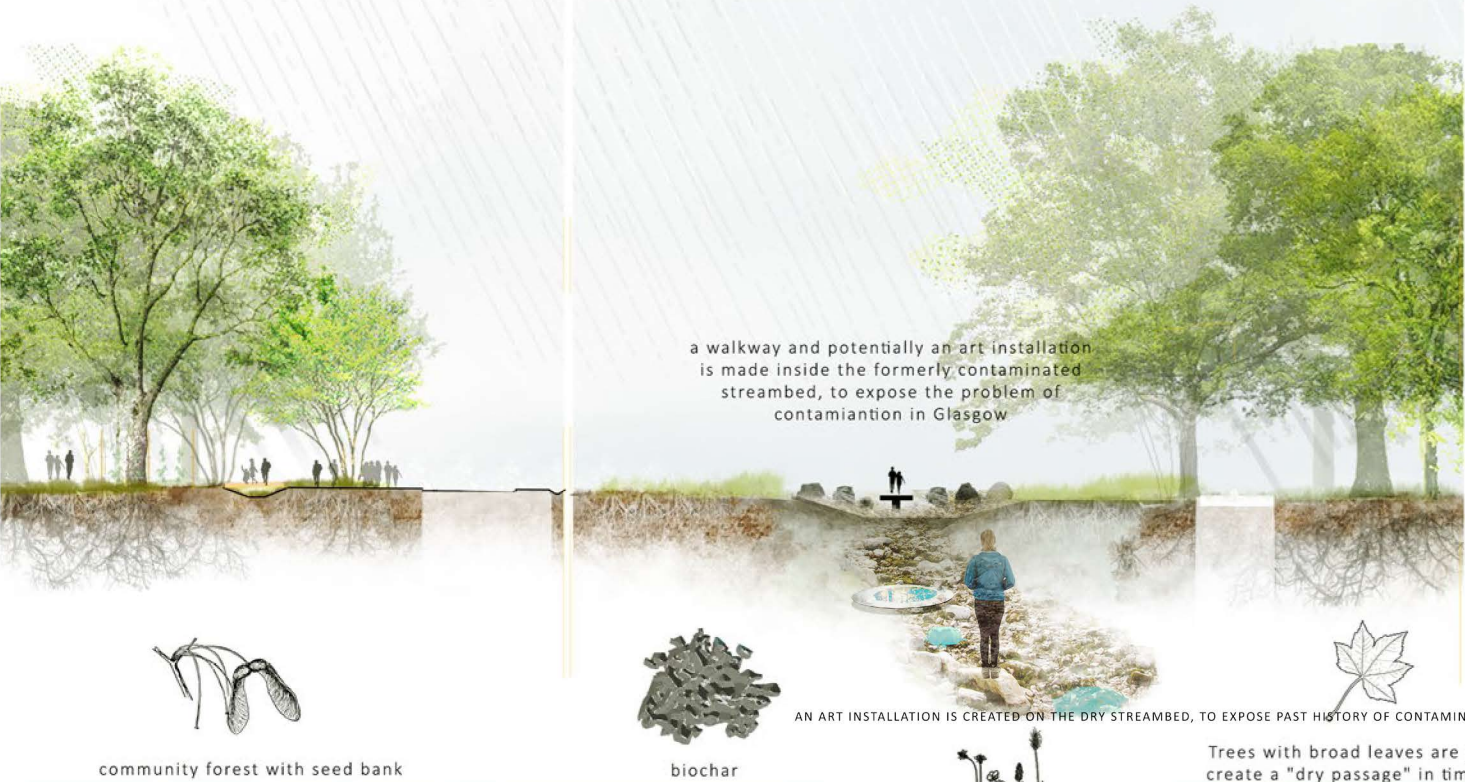 a walkway and potentially an art installation
is made inside the formerly contaminated
streambed, to expose the problem of
contamiantion in Glasgow
AN ART INSTALLATION IS CREATED ON THE DRY STREAMBED, TO EXPOSE PAST HISTORY OF CONTAMIN
community forest with seed bank
biochar
Trees with broad leaves are
create a "dry passage" in tim